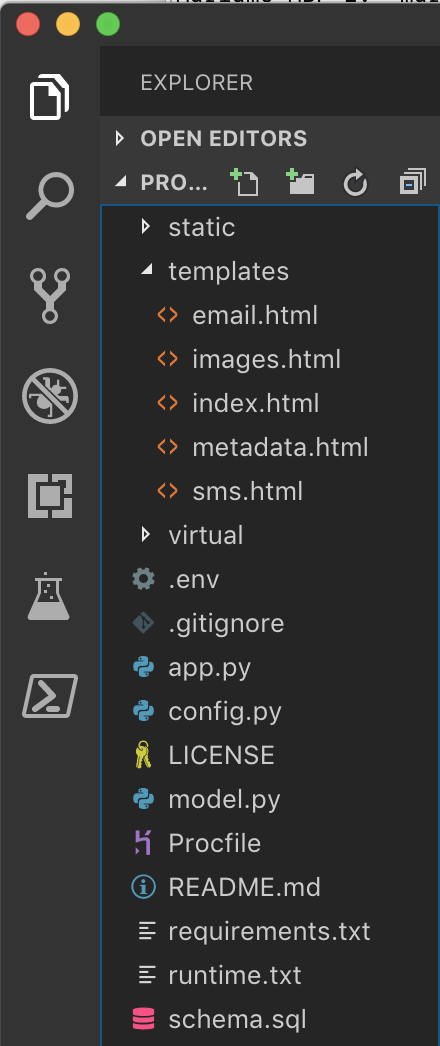 EXPLORER
OPEN EDITORS
PRO...
static
templates
email.html
images.html
index.html
metadata.html
sms.html
virtual
.env
.gitignore
app.py
config.py
LICENSE
model.py
Procfile
README.md
requirements.txt
runtime.txt
schema.sql